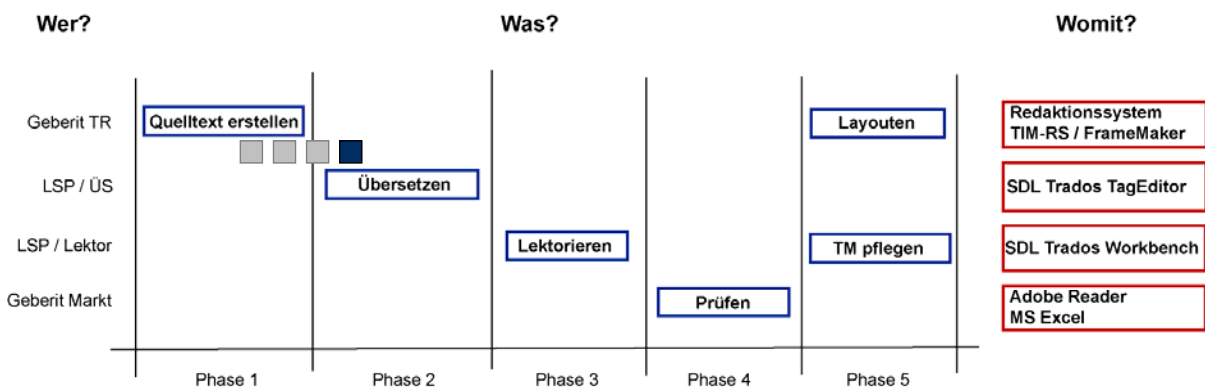 Wer?
Was?
Womit?
Geberit TR
Quelltext erstellen
Layouten
Redaktionssystem
TIM-RS / FrameMaker
LSP / ÜS
Übersetzen
SDL Trados TagEditor
LSP / Lektor
Lektorieren
TM pflegen
SDL Trados Workbench
Geberit Markt
Prüfen
Adobe Reader
MS Excel
Phase 1
Phase 2
Phase 3
Phase 4
Phase 5